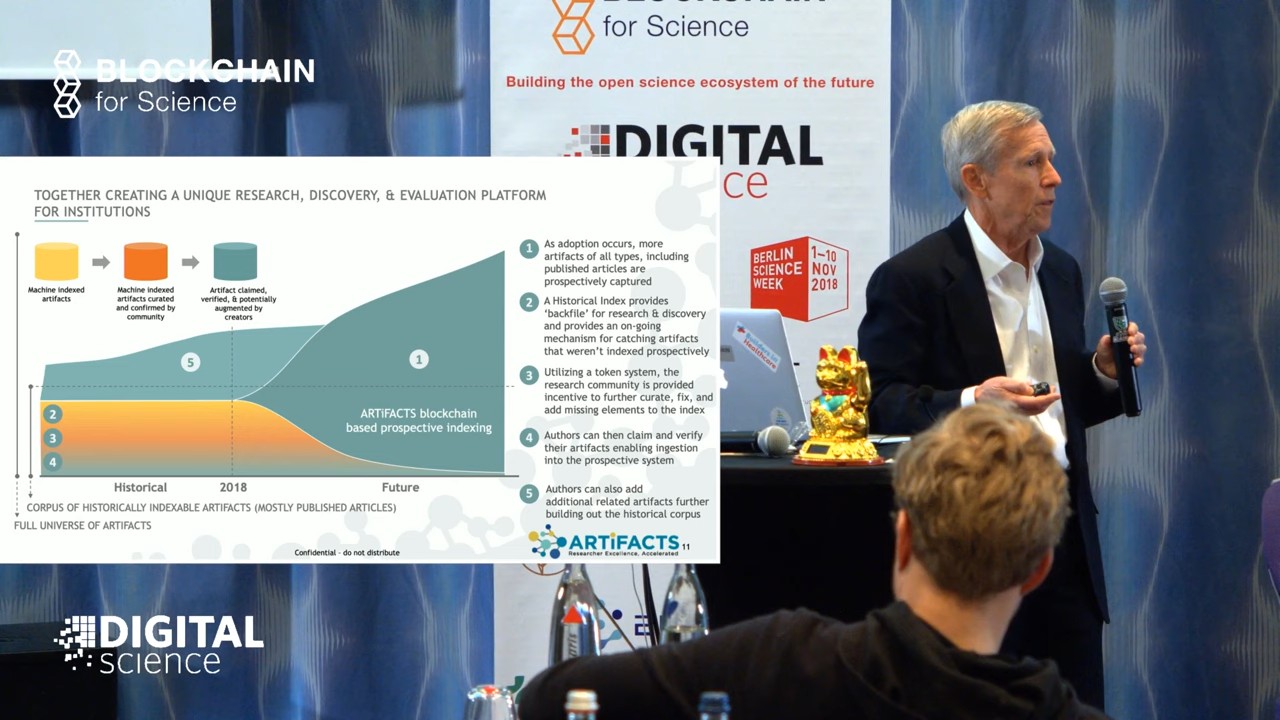 BLOCKCHAIN
for Science
for Science
Building the open science ecosystem of the future
DIGITAL
ce
BERLIN
SCIENCE
WEEK
1–10
NOV
2018
Builders in
Healthcare
TOGETHER CREATING A UNIQUE RESEARCH, DISCOVERY, & EVALUATION PLATFORM
FOR INSTITUTIONS
Machine indexed
artifacts
Machine indexed
artifacts curated
and confirmed by
community
Artifact claimed,
verified, & potentially
augmented by
creators
5
1
2
3
4
ARTiFACTS blockchain
based prospective indexing
Historical
2018
Future
CORPUS OF HISTORICALLY INDEXABLE ARTIFACTS (MOSTLY PUBLISHED ARTICLES)
FULL UNIVERSE OF ARTIFACTS
1 As adoption occurs, more
artifacts of all types, including
published articles are
prospectively captured
2 A Historical Index provides
'backfile' for research & discovery
and provides an on-going
mechanism for catching artifacts
that weren't indexed prospectively
3 Utilizing a token system, the
research community is provided
incentive to further curate, fix, and
add missing elements to the index
4 Authors can then claim and verify
their artifacts enabling ingestion
into the prospective system
5 Authors can also add
additional related artifacts further
building out the historical corpus
Confidential - do not distribute
ARTiFACTS
Researcher Excellence, Accelerated
11
DIGITAL
science